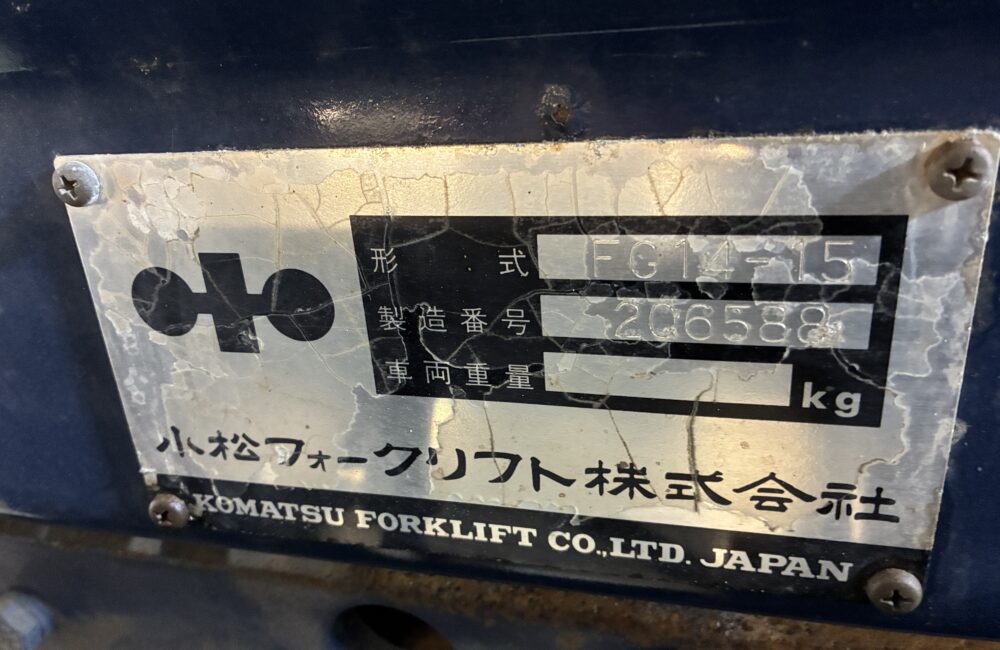 形式 FG14-15
製造番号 206588
車両重量 kg
小松フォークリフト株式会社
KOMATSU FORKLIFT CO.,LTD. JAPAN